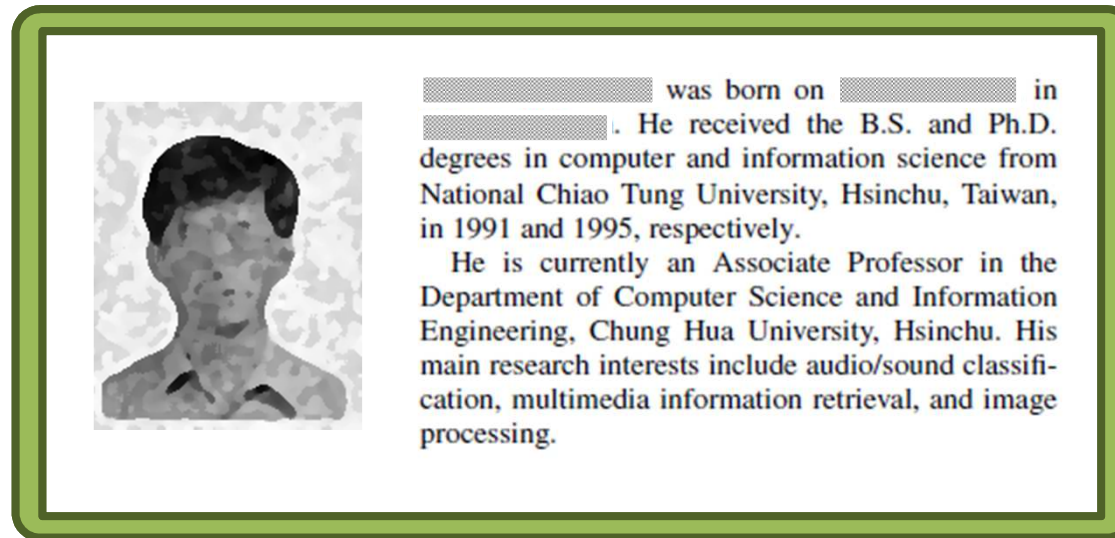 was born on in
. He received the B.S. and Ph.D.
degrees in computer and information science from
National Chiao Tung University, Hsinchu, Taiwan,
in 1991 and 1995, respectively.
He is currently an Associate Professor in the
Department of Computer Science and Information
Engineering, Chung Hua University, Hsinchu. His
main research interests include audio/sound classifi-
cation, multimedia information retrieval, and image
processing.